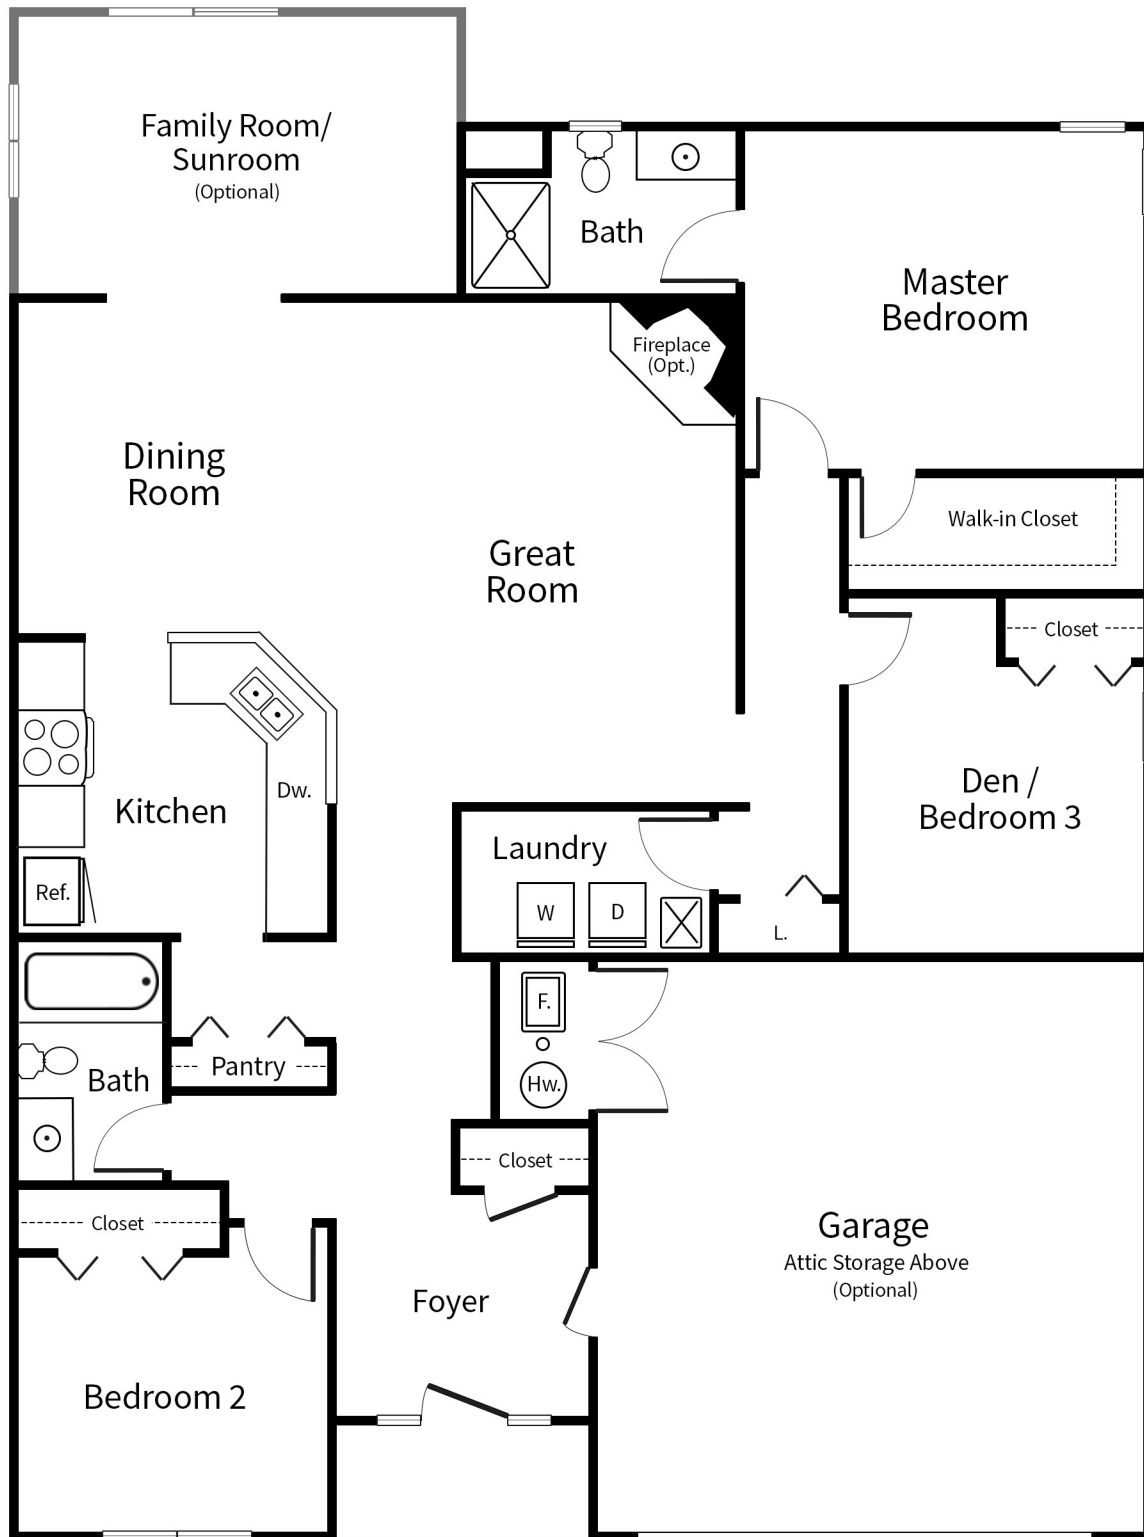 Family Room/
Sunroom
(Optional)
Bath
Master
Bedroom
Fireplace
(Opt.)
Dining
Room
Great
Room
Walk-in Closet
Closet
Kitchen
Dw.
Den /
Bedroom 3
Laundry
Ref.
W
D
L.
F.
Hw.
Pantry
Bath
Closet
Closet
Garage
Attic Storage Above
(Optional)
Foyer
Bedroom 2